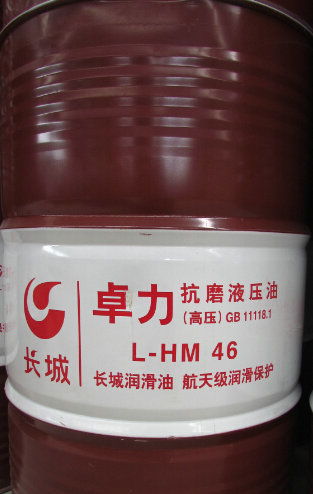 长城
卓力
抗磨液压油
(高压) GB 11118.1
L-HM 46
长城润滑油 航天级润滑保护